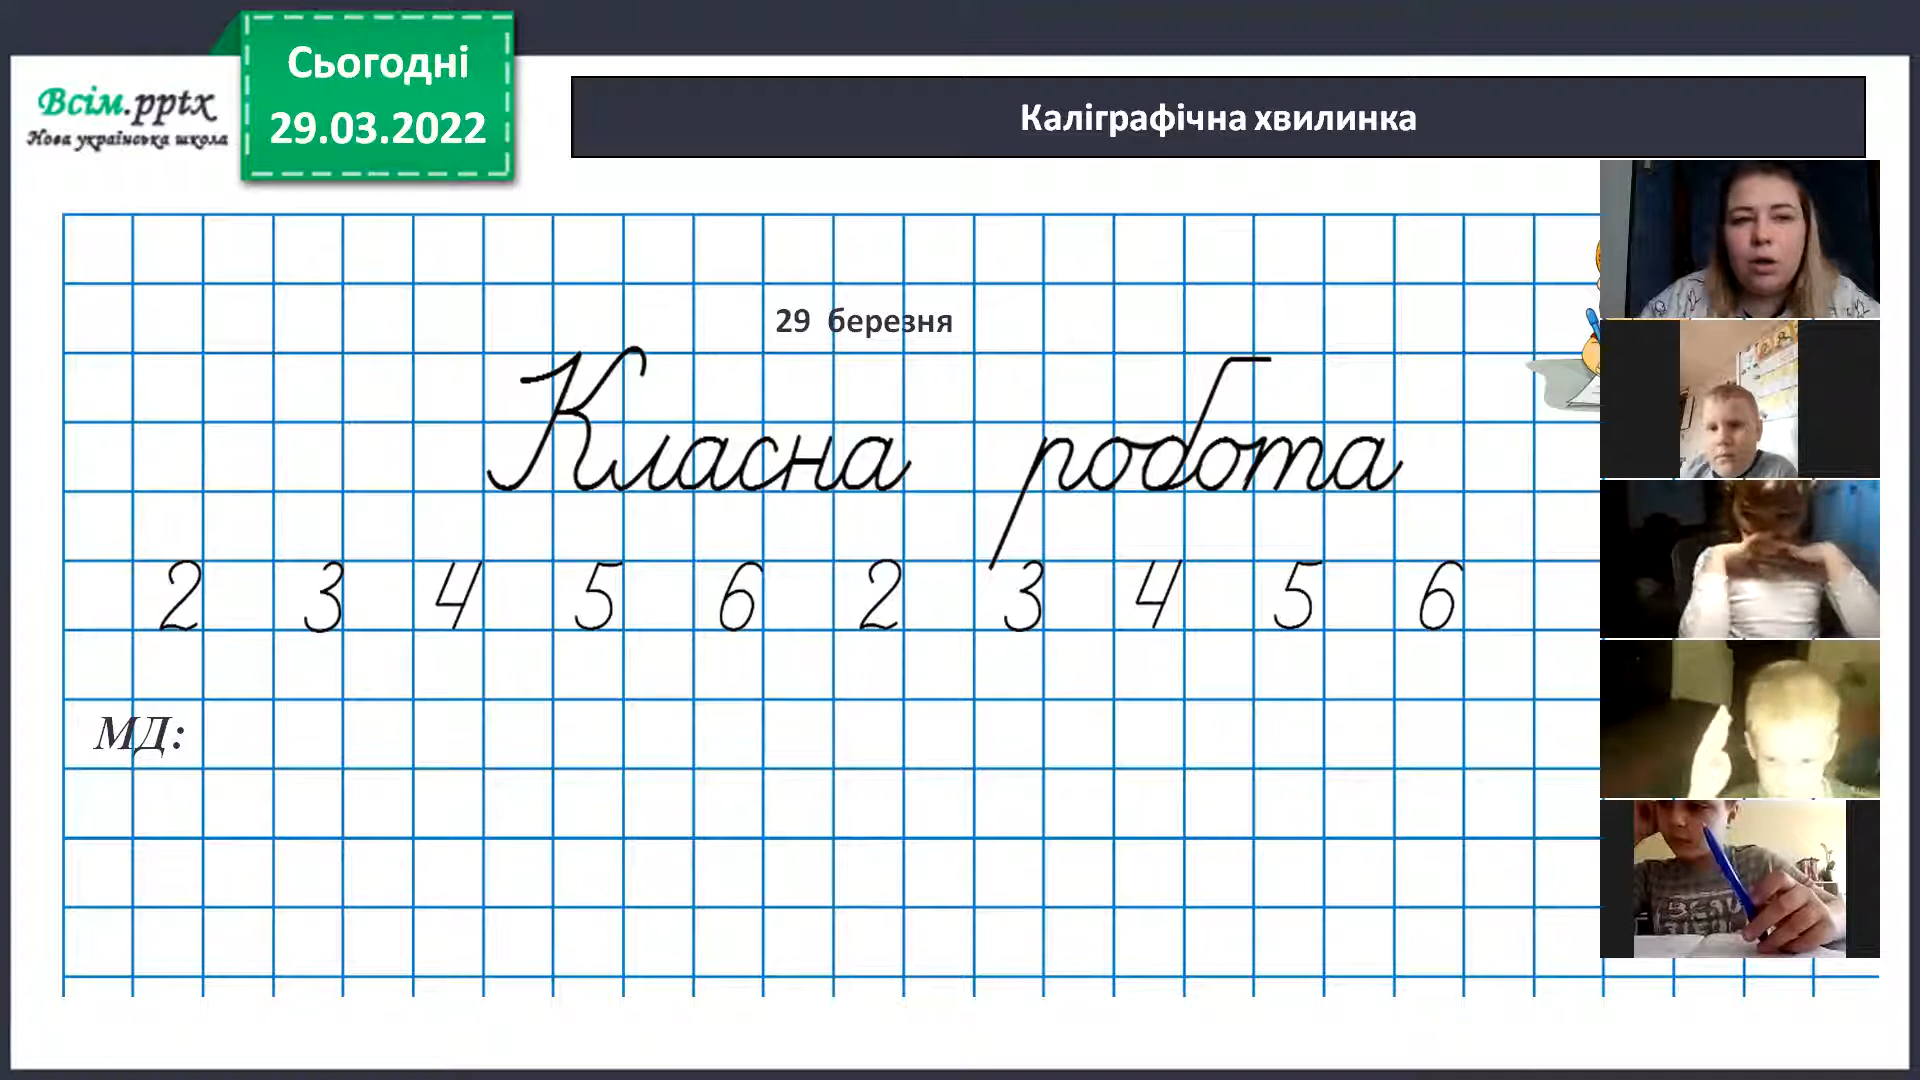 Сьогодні
29.03.2022
Всім.pptx
Нова українська школа
Каліграфічна хвилинка
29 березня
Класна робота
2 3 4 5 6 2 3 4 5 6
МД: